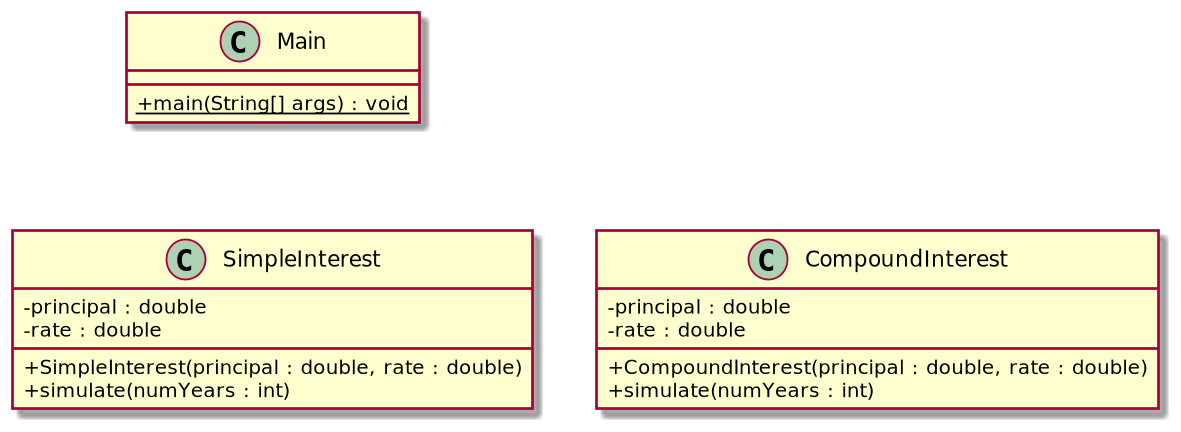 C Main
+main(String[] args) : void
C SimpleInterest
-principal : double
-rate : double
+SimpleInterest(principal : double, rate : double)
+simulate(numYears : int)
C CompoundInterest
-principal : double
-rate : double
+CompoundInterest(principal : double, rate : double)
+simulate(numYears : int)